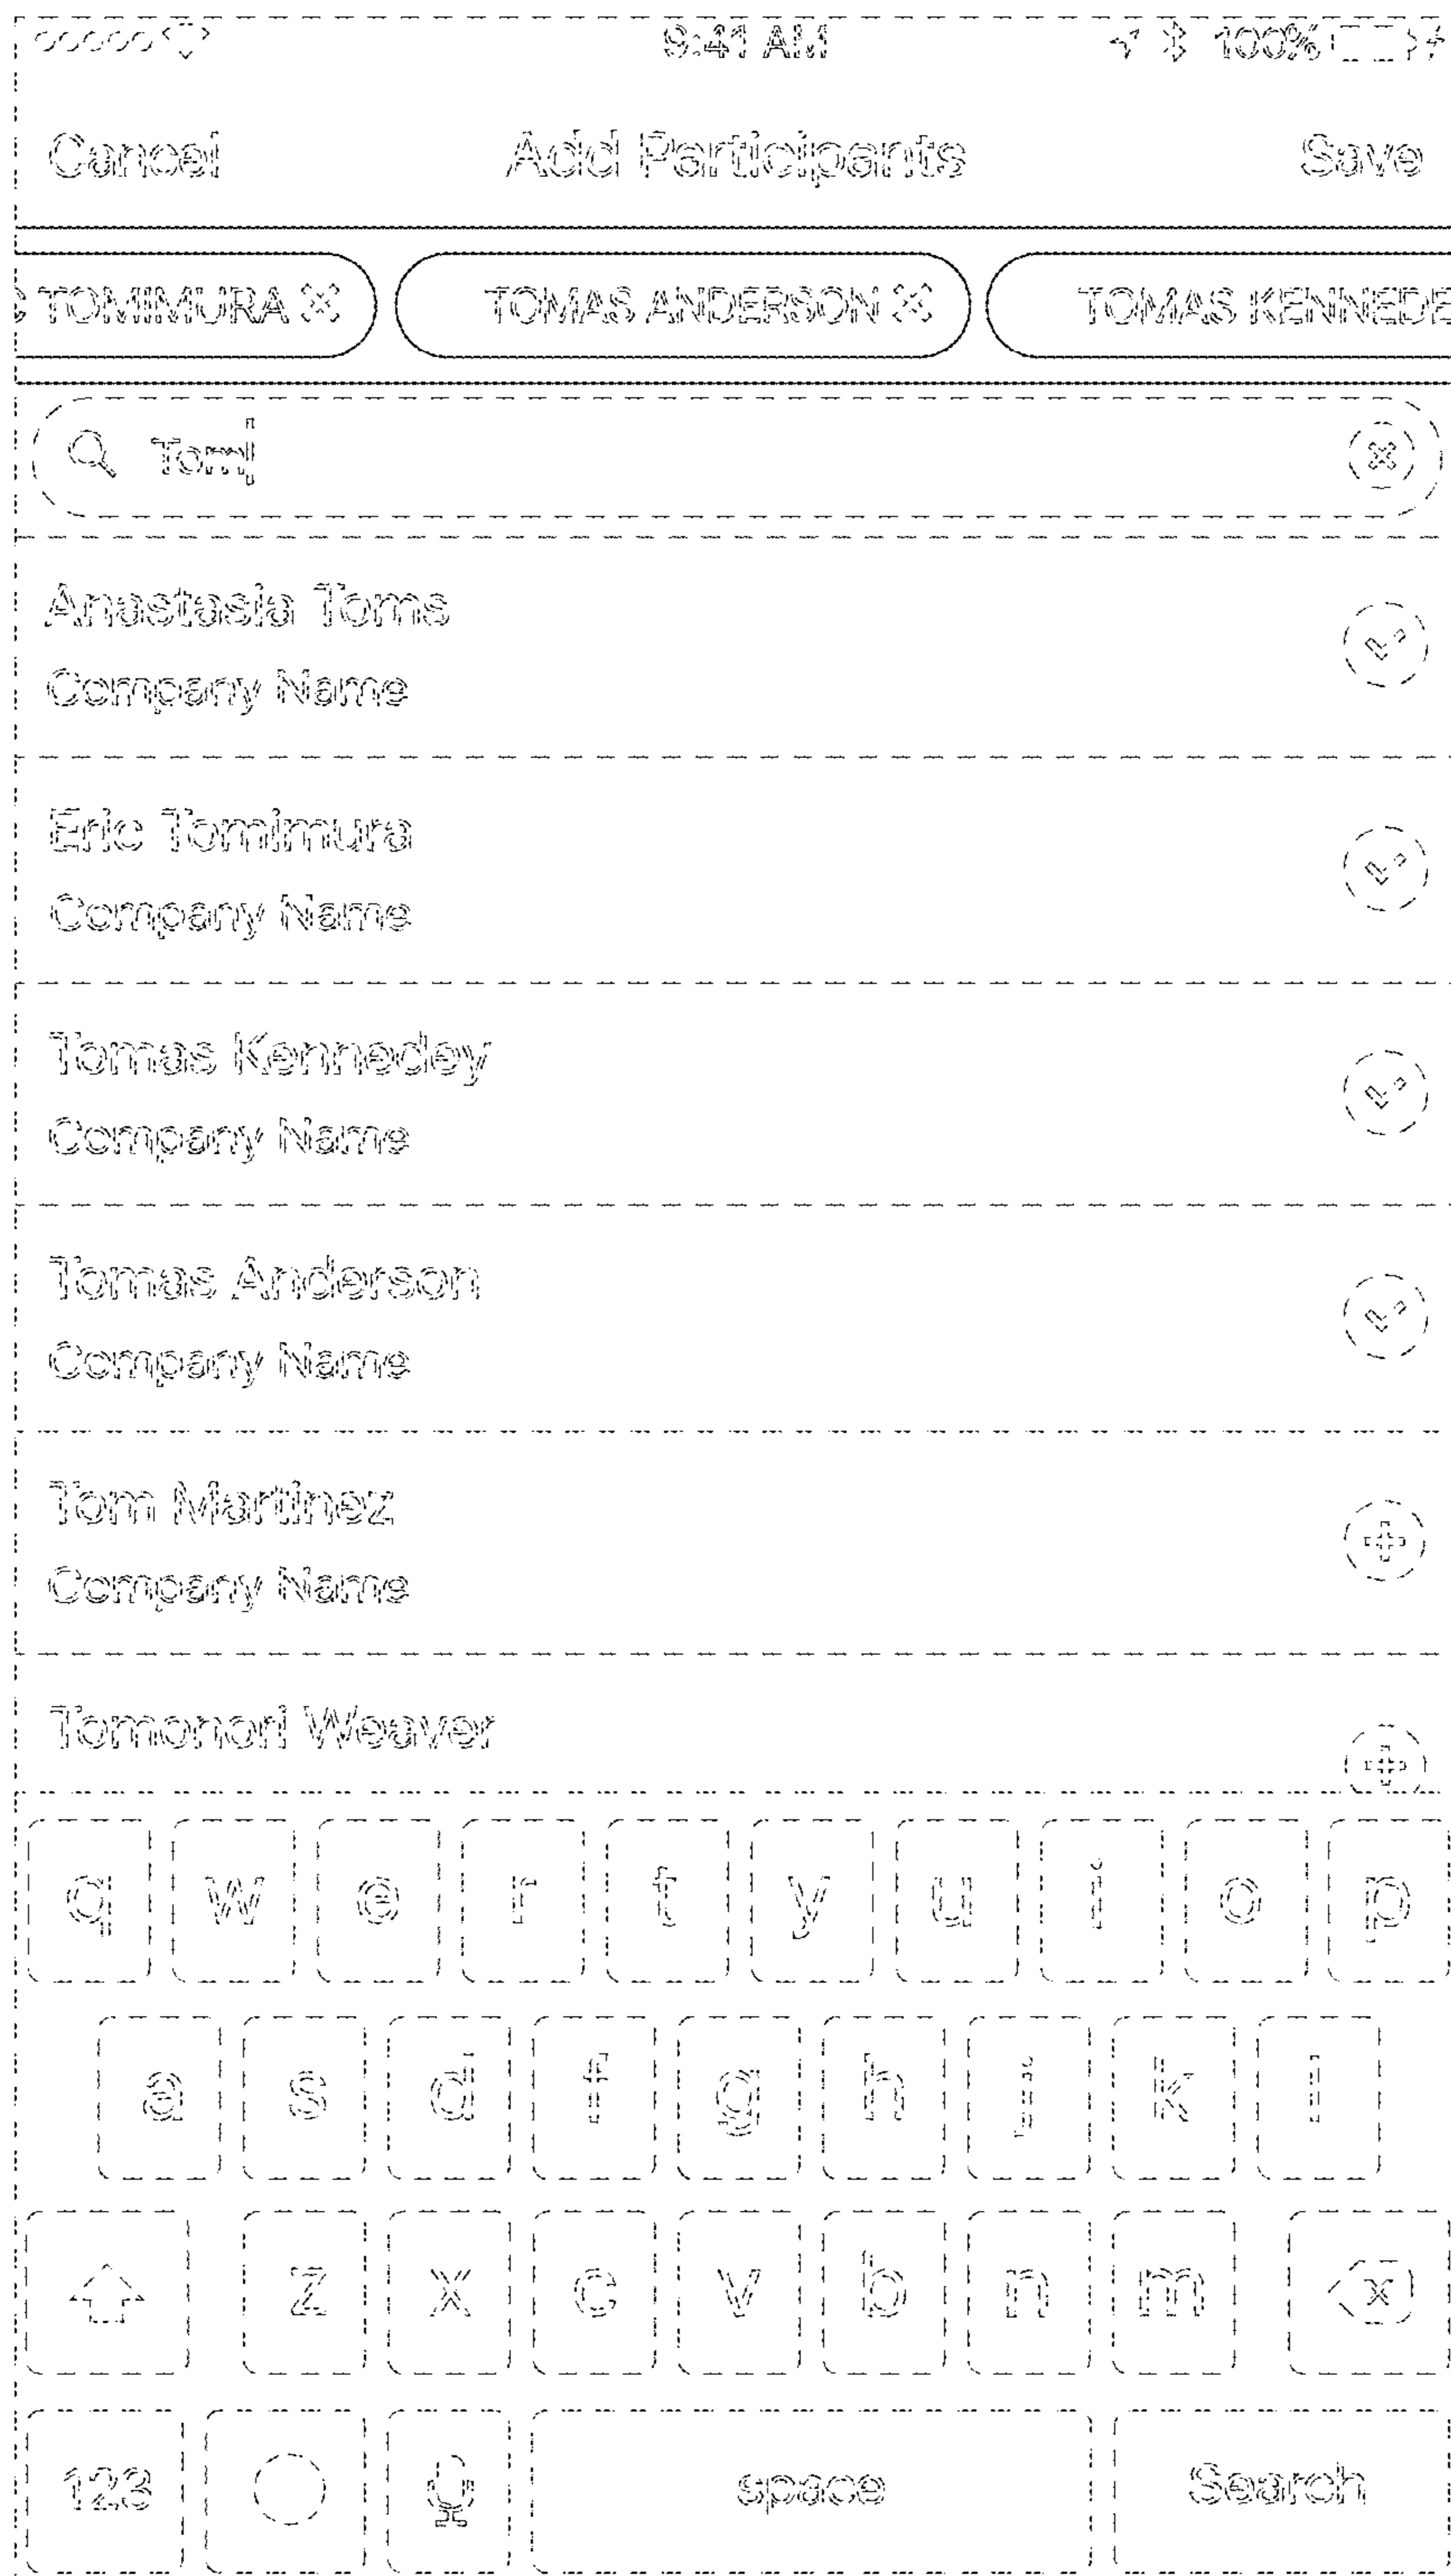 9:41 AM 100%
Cancel Add Participants Save
C TOMIMURA TOMAS ANDERSON TOMAS KENNEDE
Tom
Anastasia Toms
Company Name
Eric Tomimura
Company Name
Tomas Kennedey
Company Name
Tomas Anderson
Company Name
Tom Martinez
Company Name
Tomonori Weaver
q w e r t y u i o p
a s d f g h j k l
z x c v b n m
123 space Search